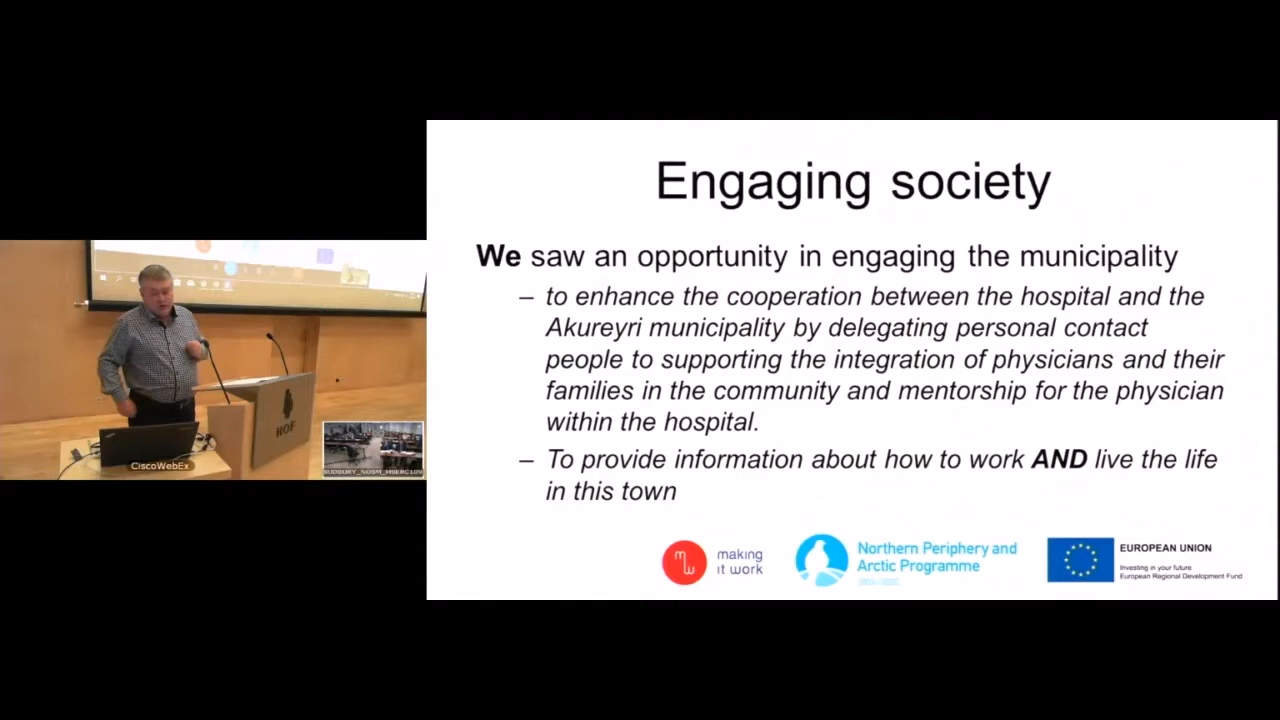 Engaging society
We saw an opportunity in engaging the municipality
– to enhance the cooperation between the hospital and the
Akureyri municipality by delegating personal contact
people to supporting the integration of physicians and their
families in the community and mentorship for the physician
within the hospital.
– To provide information about how to work AND live the life
in this town
making
it work
Northern Periphery and
Arctic Programme
EUROPEAN UNION
Investing in your future
European Regional Development Fund
HOF
CiscoWebEx